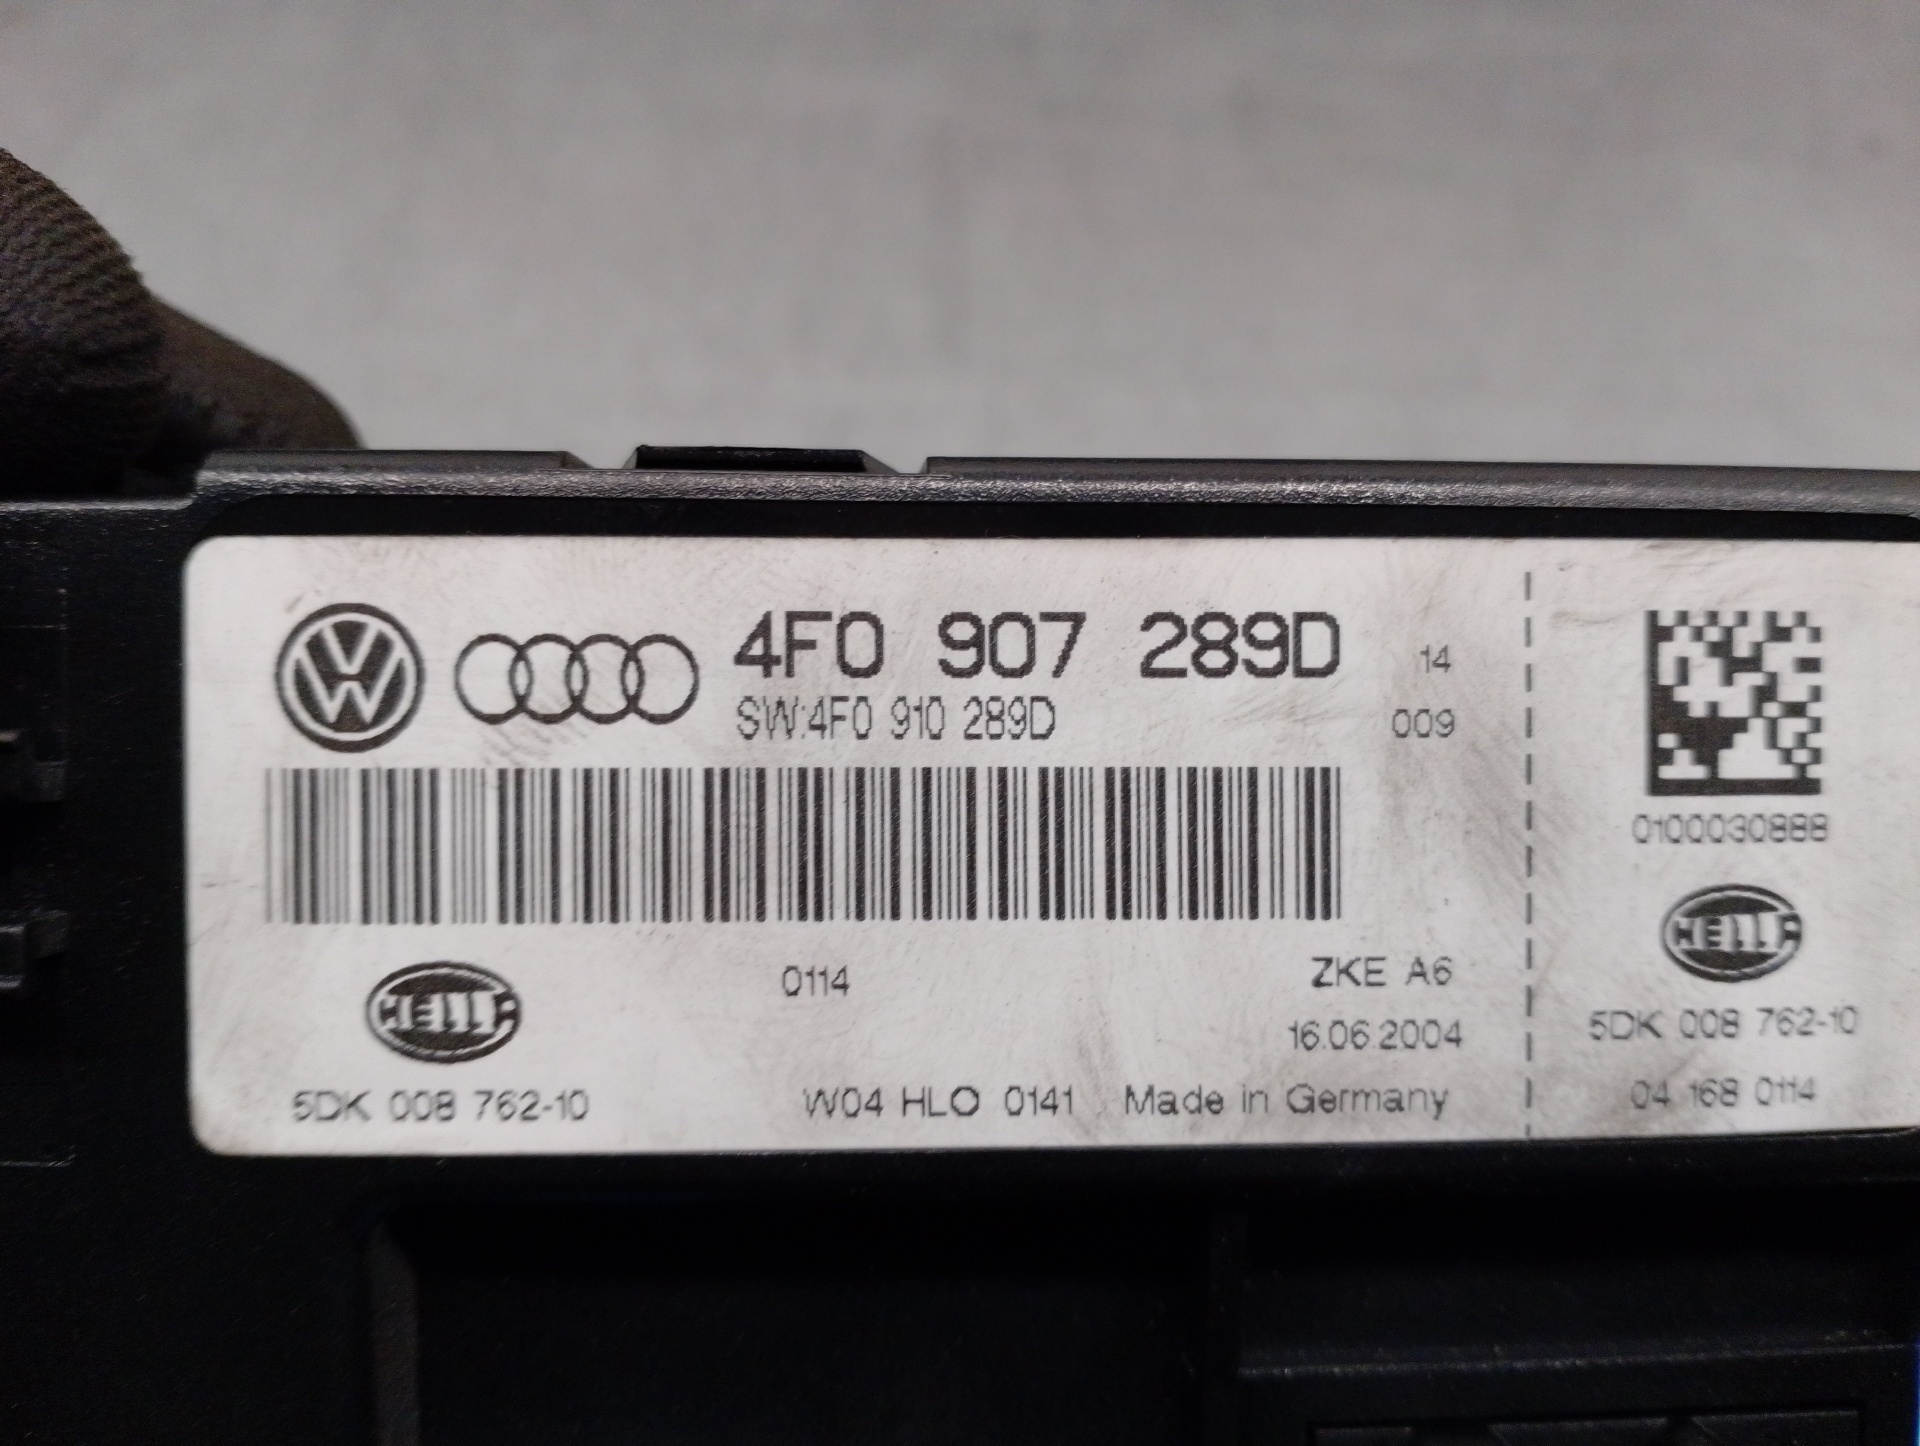 4F0 907 289D 14
SW:4F0 910 289D 009
0114
ZKE A6
16.06.2004
HELLA
5DK 008 762-10
W04 HLO 0141 Made in Germany
0100030888
HELLA
5DK 008 762-10
04 168 0114